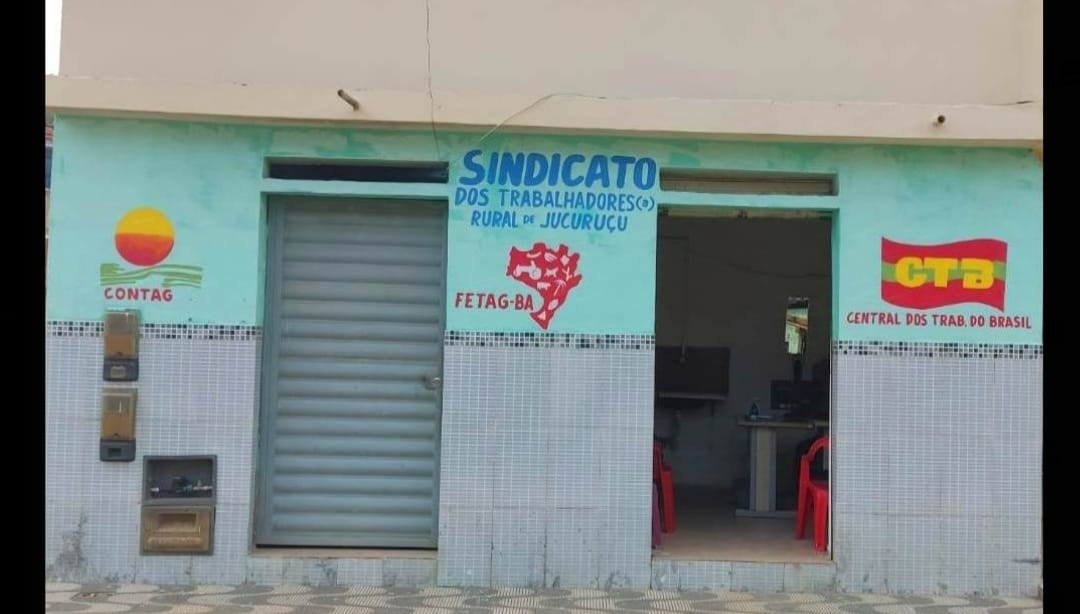 SINDICATO
DOS TRABALHADORES(a)
RURAL DE JUCURUÇU
CONTAG
FETAG-BA
CTB
CENTRAL DOS TRAB. DO BRASIL